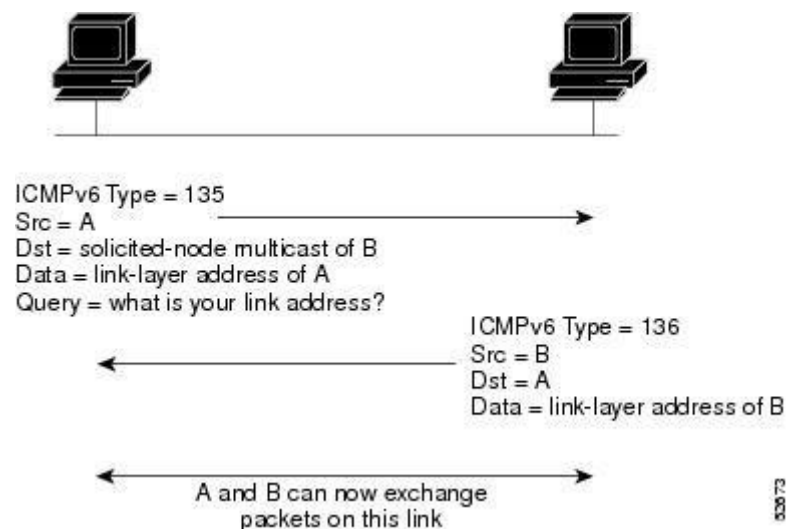 ICMPv6 Type = 135
Src = A
Dst = solicited-node multicast of B
Data = link-layer address of A
Query = what is your link address?
ICMPv6 Type = 136
Src = B
Dst = A
Data = link-layer address of B
A and B can now exchange
packets on this link
52673